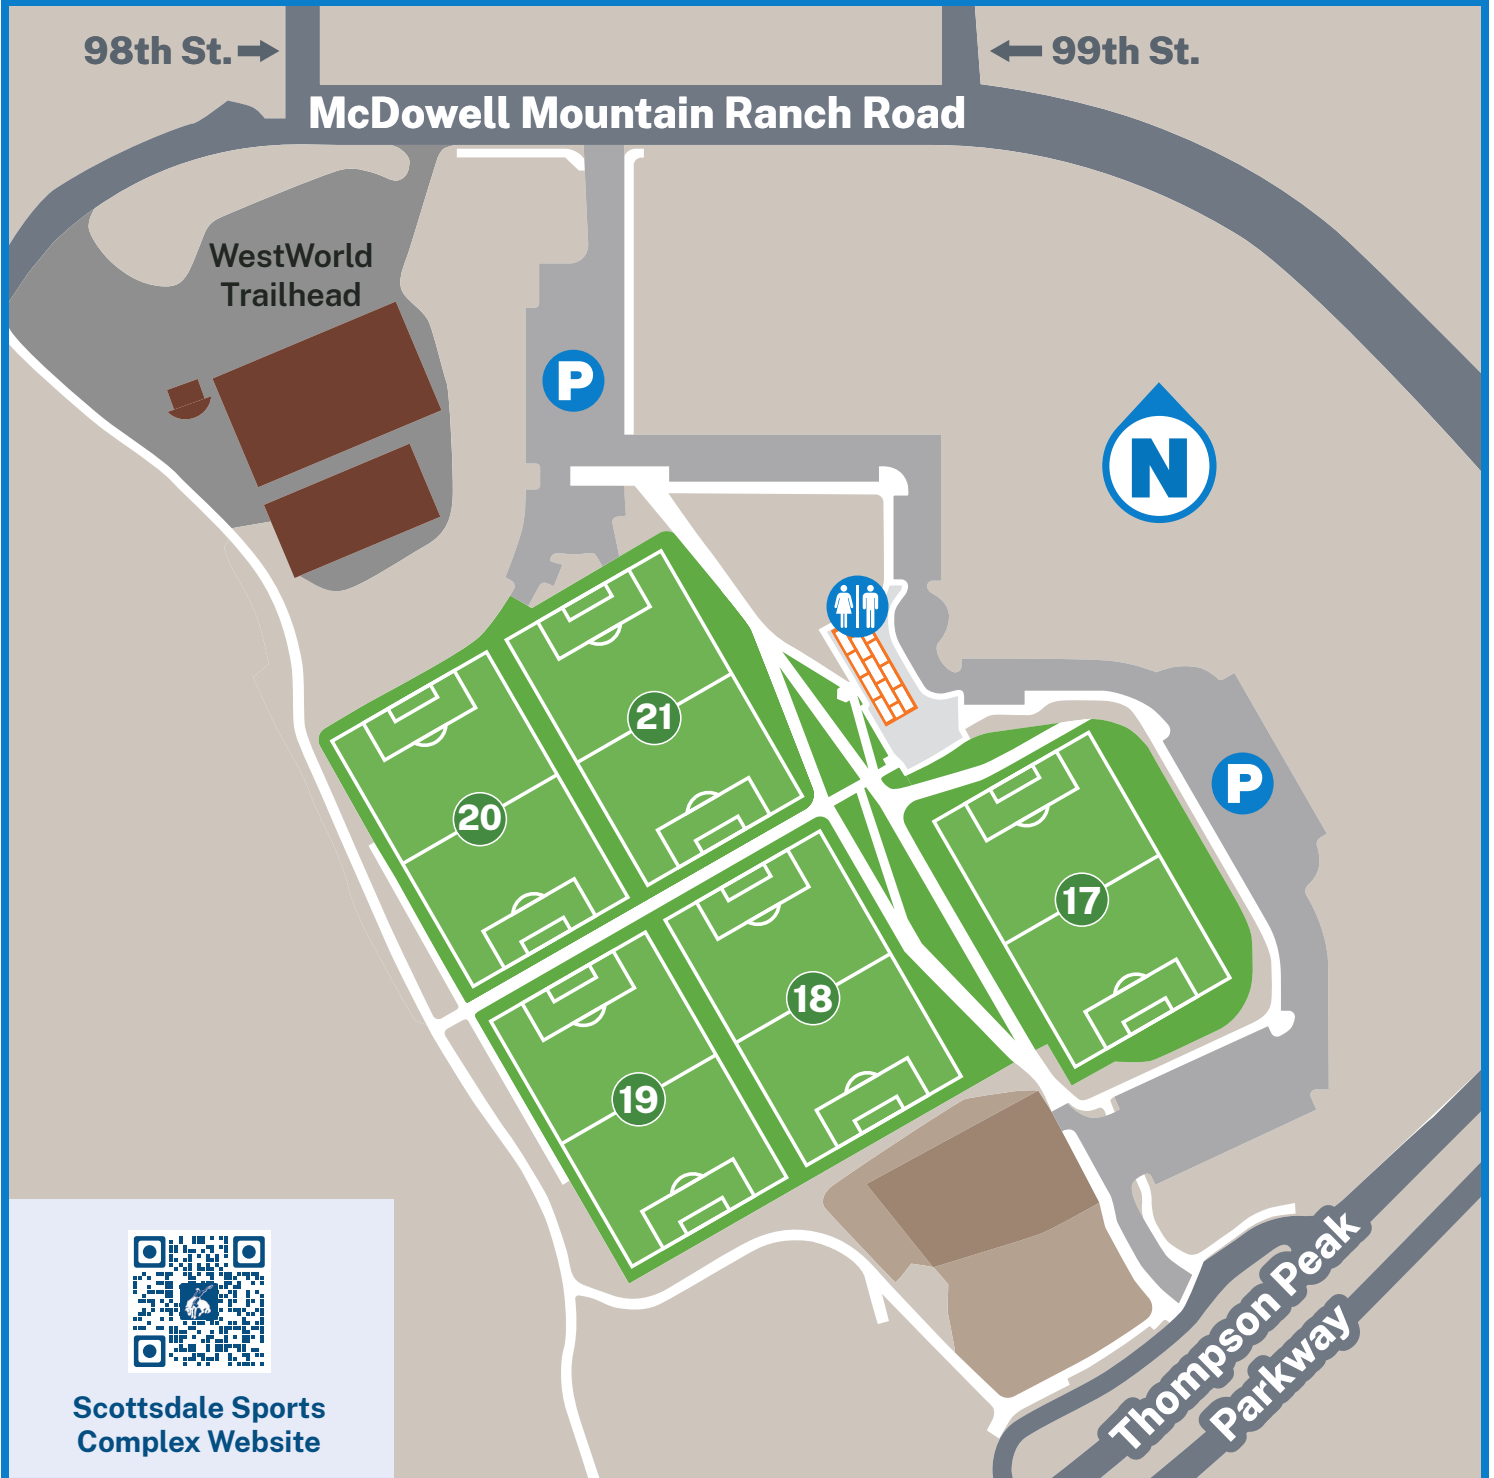 98th St.
99th St.
McDowell Mountain Ranch Road
WestWorld
Trailhead
P
N
21
P
20
17
18
19
Thompson Peak
Parkway
Scottsdale Sports
Complex Website